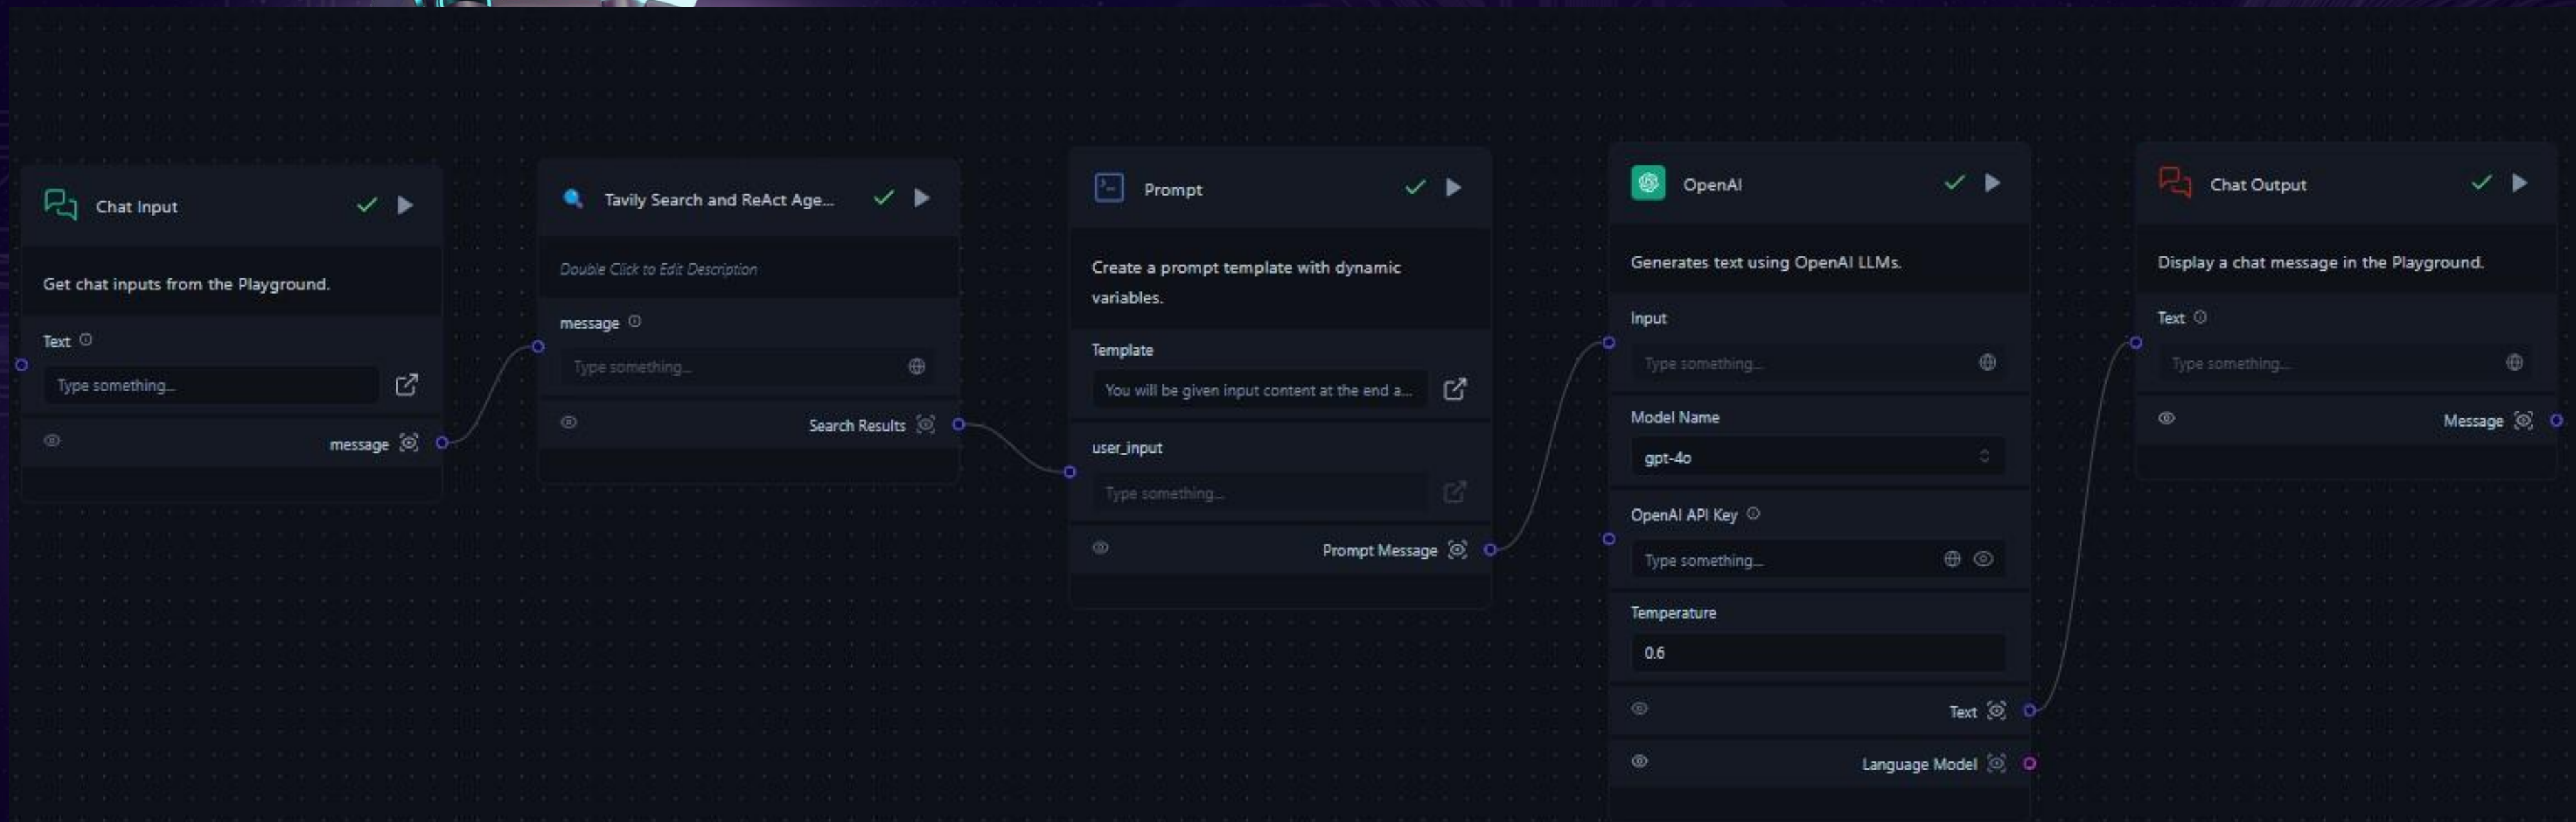 Chat Input
Get chat inputs from the Playground.
Text
Type something...
message
Tavily Search and ReAct Age...
Double Click to Edit Description
message
Type something...
Search Results
Prompt
Create a prompt template with dynamic
variables.
Template
You will be given input content at the end a...
user_input
Type something...
Prompt Message
OpenAI
Generates text using OpenAI LLMs.
Input
Type something...
Model Name
gpt-4o
OpenAI API Key
Type something...
Temperature
0.6
Text
Language Model
Chat Output
Display a chat message in the Playground.
Text
Type something...
Message